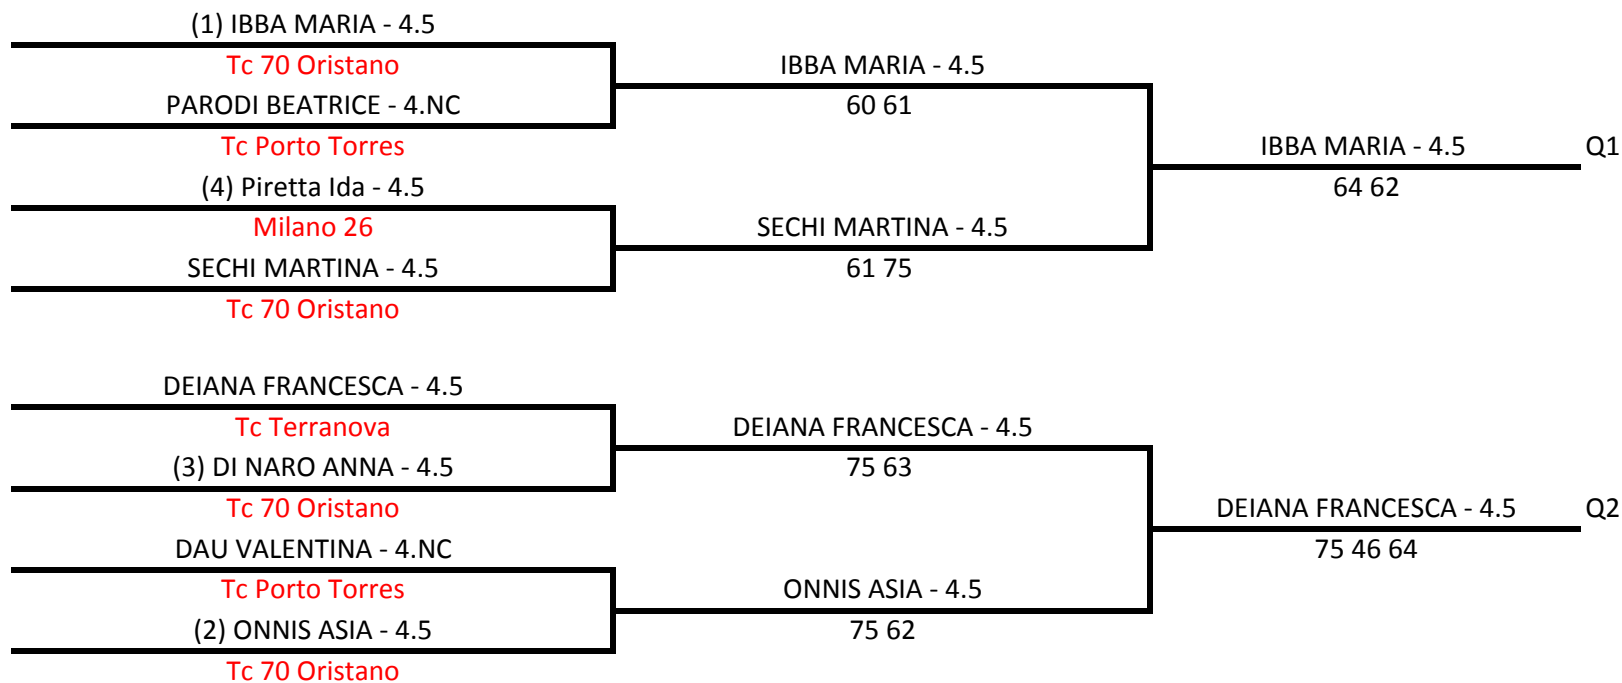 (1) IBBA MARIA - 4.5
Tc 70 Oristano
IBBA MARIA - 4.5
PARODI BEATRICE - 4.NC
60 61
Tc Porto Torres
IBBA MARIA - 4.5
Q1
(4) Piretta Ida - 4.5
64 62
Milano 26
SECHI MARTINA - 4.5
SECHI MARTINA - 4.5
61 75
Tc 70 Oristano
DEIANA FRANCESCA - 4.5
Tc Terranova
DEIANA FRANCESCA - 4.5
(3) DI NARO ANNA - 4.5
75 63
Tc 70 Oristano
DEIANA FRANCESCA - 4.5
Q2
DAU VALENTINA - 4.NC
75 46 64
Tc Porto Torres
ONNIS ASIA - 4.5
(2) ONNIS ASIA - 4.5
75 62
Tc 70 Oristano